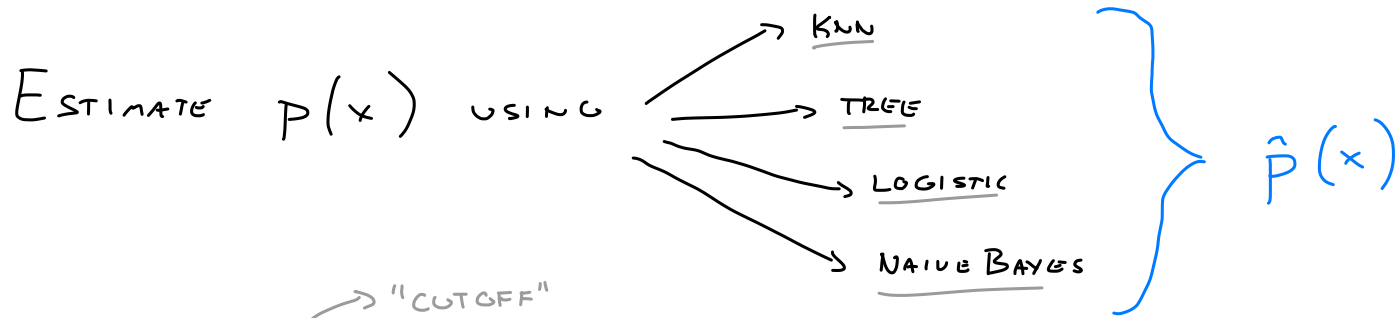 KNN
ESTIMATE p(x) USING
TREE
LOGISTIC
NAIVE BAYES
p̂(x)
"CUTOFF"